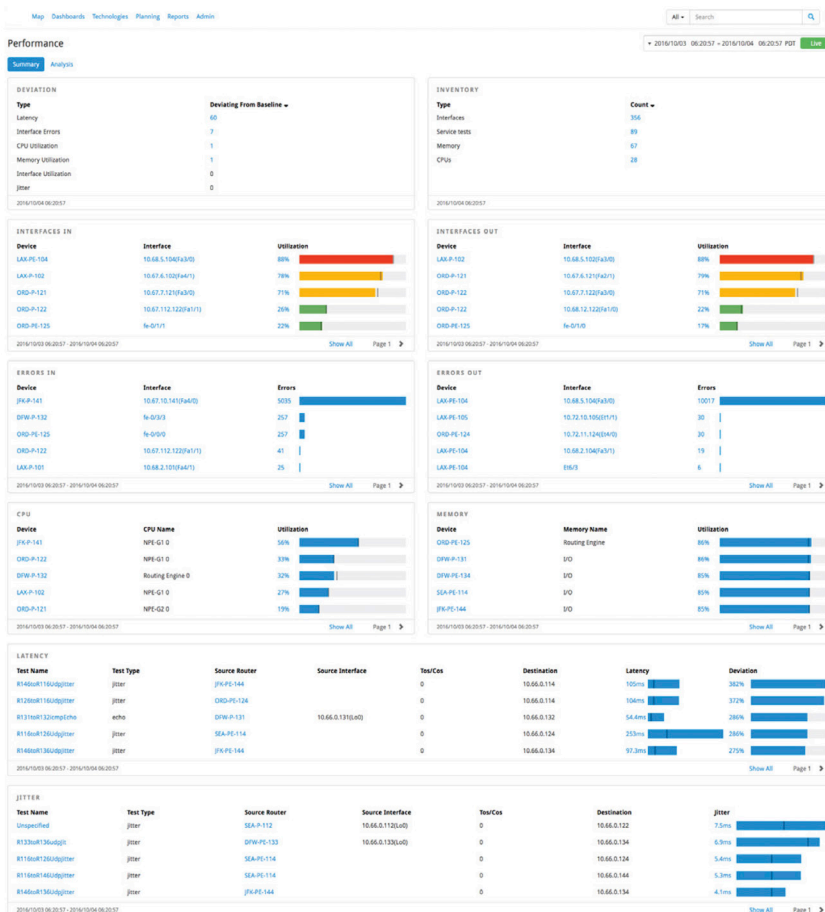 Map Dashboards Technologies Planning Reports Admin All Search
Performance 2016/10/03 06:20:57 - 2016/10/04 06:20:57 PDT Live
Summary Analysis
DEVIATION
Type Deviating From Baseline
Latency 60
Interface Errors 7
CPU Utilization 1
Memory Utilization 1
Interface Utilization 0
Jitter 0
2016/10/04 06:20:57
INVENTORY
Type Count
Interfaces 356
Service tests 89
Memory 67
CPUs 28
2016/10/04 06:20:57
INTERFACES IN
Device Interface Utilization
LAX-PE-104 10.68.5.104(Fa3/0) 88%
LAX-P-102 10.67.6.102(Fa4/1) 78%
ORD-P-121 10.67.7.121(Fa3/0) 71%
ORD-P-122 10.67.112.122(Fa1/1) 26%
ORD-PE-125 fe-0/1/1 22%
2016/10/03 06:20:57 - 2016/10/04 06:20:57 Show All Page 1
INTERFACES OUT
Device Interface Utilization
LAX-P-102 10.68.5.102(Fa3/0) 88%
ORD-P-121 10.67.6.121(Fa2/1) 79%
ORD-P-122 10.67.7.122(Fa3/0) 71%
ORD-P-122 10.68.12.122(Fa1/0) 22%
ORD-PE-125 fe-0/1/0 17%
2016/10/03 06:20:57 - 2016/10/04 06:20:57 Show All Page 1
ERRORS IN
Device Interface Errors
JFK-P-141 10.67.10.141(Fa4/0) 5035
DFW-P-132 fe-0/3/3 257
ORD-PE-125 fe-0/0/0 257
ORD-P-122 10.67.112.122(Fa1/1) 41
LAX-P-101 10.68.2.101(Fa4/1) 25
2016/10/03 06:20:57 - 2016/10/04 06:20:57 Show All Page 1
ERRORS OUT
Device Interface Errors
LAX-PE-104 10.68.5.104(Fa3/0) 10017
LAX-PE-105 10.72.10.105(Et1/1) 30
ORD-PE-124 10.72.11.124(Et4/0) 30
LAX-PE-104 10.68.2.104(Fa3/1) 19
LAX-PE-104 Et6/3 6
2016/10/03 06:20:57 - 2016/10/04 06:20:57 Show All Page 1
CPU
Device CPU Name Utilization
JFK-P-141 NPE-G1 0 56%
ORD-P-122 NPE-G1 0 33%
DFW-P-132 Routing Engine 0 32%
LAX-P-102 NPE-G1 0 27%
ORD-P-121 NPE-G2 0 19%
2016/10/03 06:20:57 - 2016/10/04 06:20:57 Show All Page 1
MEMORY
Device Memory Name Utilization
ORD-PE-125 Routing Engine 86%
DFW-P-131 I/O 86%
DFW-PE-134 I/O 85%
SEA-PE-114 I/O 85%
JFK-PE-144 I/O 85%
2016/10/03 06:20:57 - 2016/10/04 06:20:57 Show All Page 1
LATENCY
Test Name Test Type Source Router Source Interface Tos/Cos Destination Latency Deviation
R146toR116UdpJitter jitter JFK-PE-144 0 10.66.0.114 105ms 382%
R126toR116UdpJitter jitter ORD-PE-124 0 10.66.0.114 104ms 372%
R131toR132IcmpEcho echo DFW-P-131 10.66.0.131(Lo0) 0 10.66.0.132 54.4ms 286%
R116toR126UdpJitter jitter SEA-PE-114 0 10.66.0.124 253ms 286%
R146toR136UdpJitter jitter JFK-PE-144 0 10.66.0.134 97.3ms 275%
2016/10/03 06:20:57 - 2016/10/04 06:20:57 Show All Page 1
JITTER
Test Name Test Type Source Router Source Interface Tos/Cos Destination Jitter
Unspecified jitter SEA-P-112 10.66.0.112(Lo0) 0 10.66.0.122 7.5ms
R133toR136udpjit jitter DFW-PE-133 10.66.0.133(Lo0) 0 10.66.0.134 6.9ms
R116toR126UdpJitter jitter SEA-PE-114 0 10.66.0.124 5.4ms
R116toR146UdpJitter jitter SEA-PE-114 0 10.66.0.144 5.3ms
R146toR136UdpJitter jitter JFK-PE-144 0 10.66.0.134 4.1ms
2016/10/03 06:20:57 - 2016/10/04 06:20:57 Show All Page 1